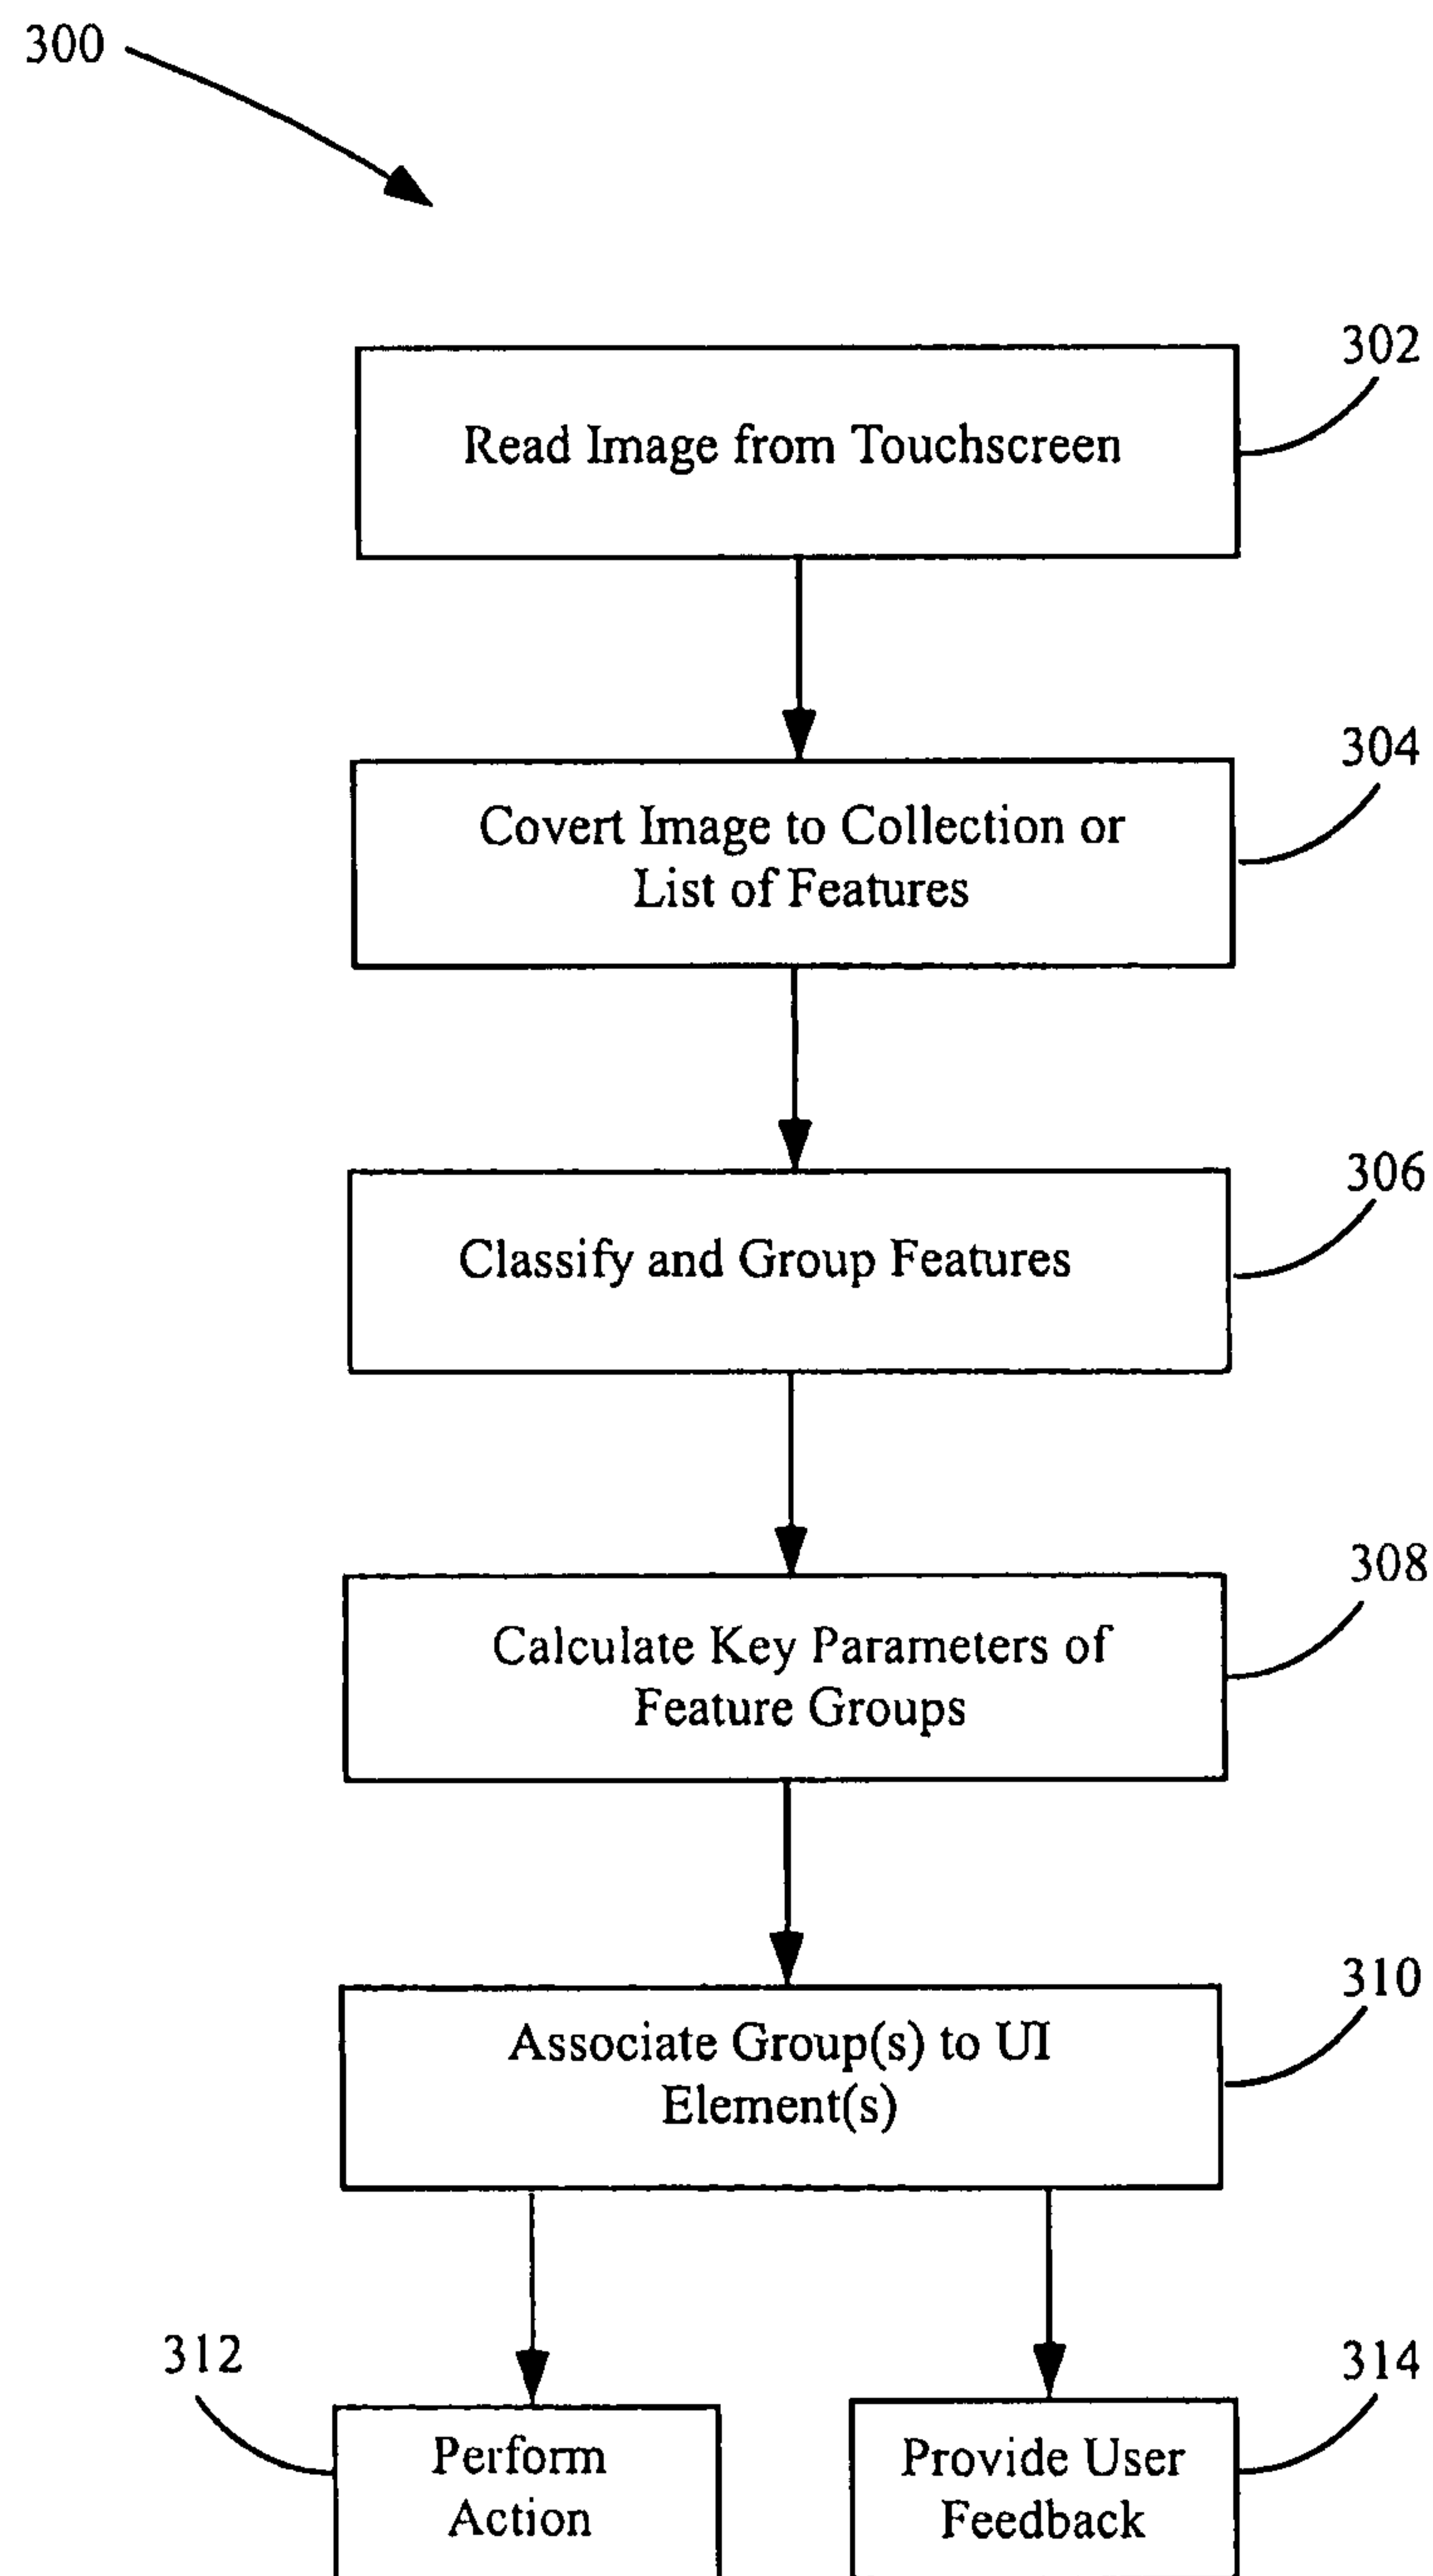 300
302
Read Image from Touchscreen
304
Covert Image to Collection or
List of Features
306
Classify and Group Features
308
Calculate Key Parameters of
Feature Groups
310
Associate Group(s) to UI
Element(s)
312
Perform
Action
314
Provide User
Feedback